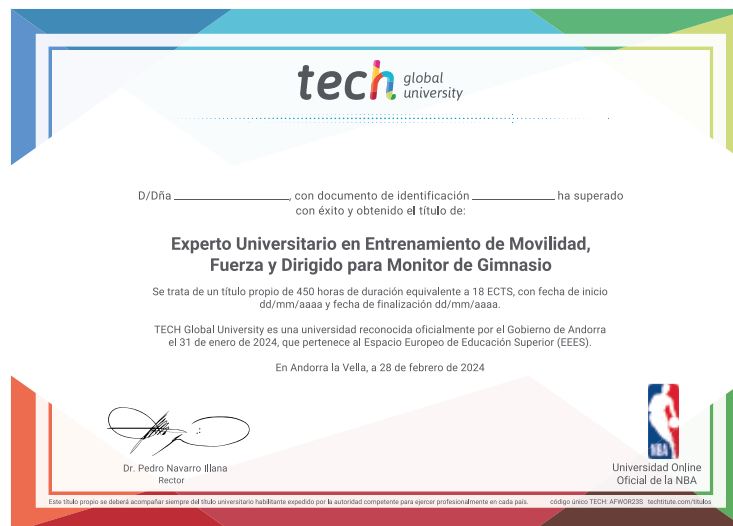 tech global university
D/Dña ____________, con documento de identificación ____________ ha superado
con éxito y obtenido el título de:
Experto Universitario en Entrenamiento de Movilidad,
Fuerza y Dirigido para Monitor de Gimnasio
Se trata de un título propio de 450 horas de duración equivalente a 18 ECTS, con fecha de inicio
dd/mm/aaaa y fecha de finalización dd/mm/aaaa.
TECH Global University es una universidad reconocida oficialmente por el Gobierno de Andorra
el 31 de enero de 2024, que pertenece al Espacio Europeo de Educación Superior (EEES).
En Andorra la Vella, a 28 de febrero de 2024
NBA
Dr. Pedro Navarro Illana
Rector
Universidad Online
Oficial de la NBA
Este título propio se deberá acompañar siempre del título universitario habilitante expedido por la autoridad competente para ejercer profesionalmente en cada país. código único TECH: AFWOR23S techtitute.com/titulos